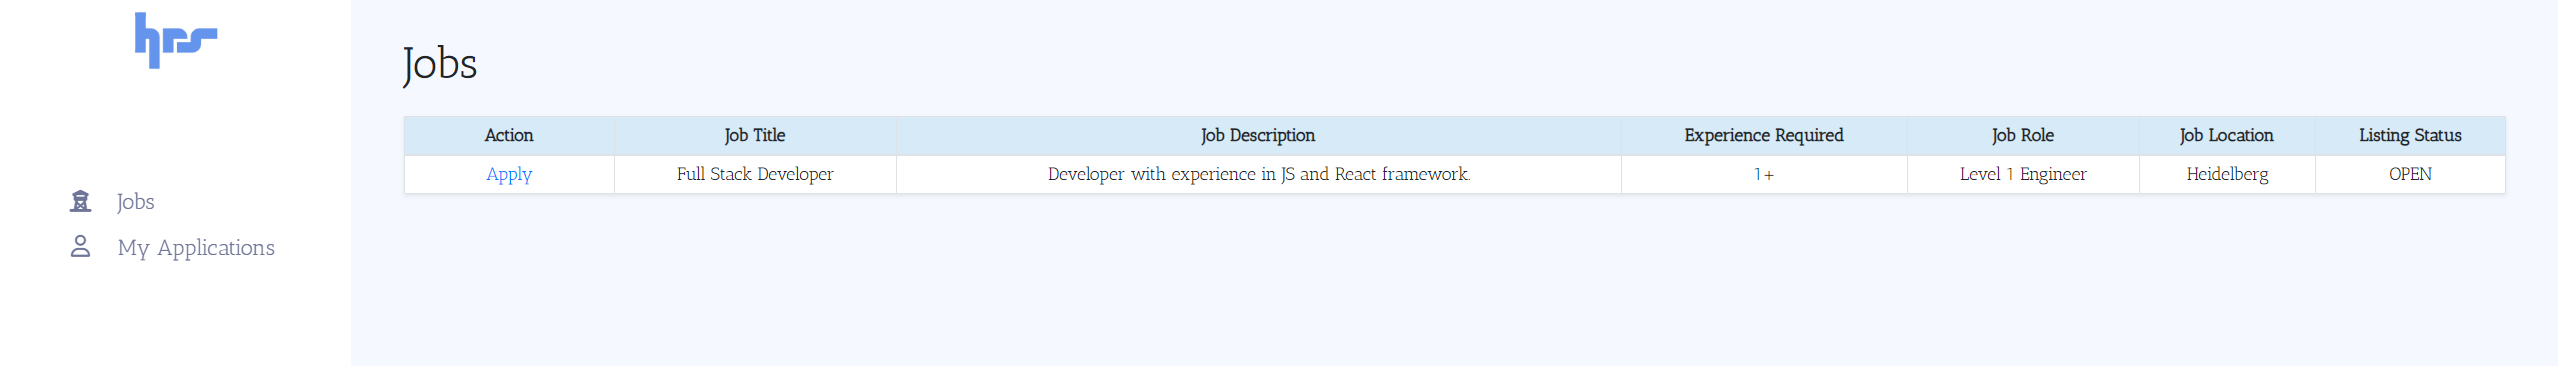 hrs
Jobs
My Applications
Jobs
Action Job Title Job Description Experience Required Job Role Job Location Listing Status
Apply Full Stack Developer Developer with experience in JS and React framework. 1+ Level 1 Engineer Heidelberg OPEN